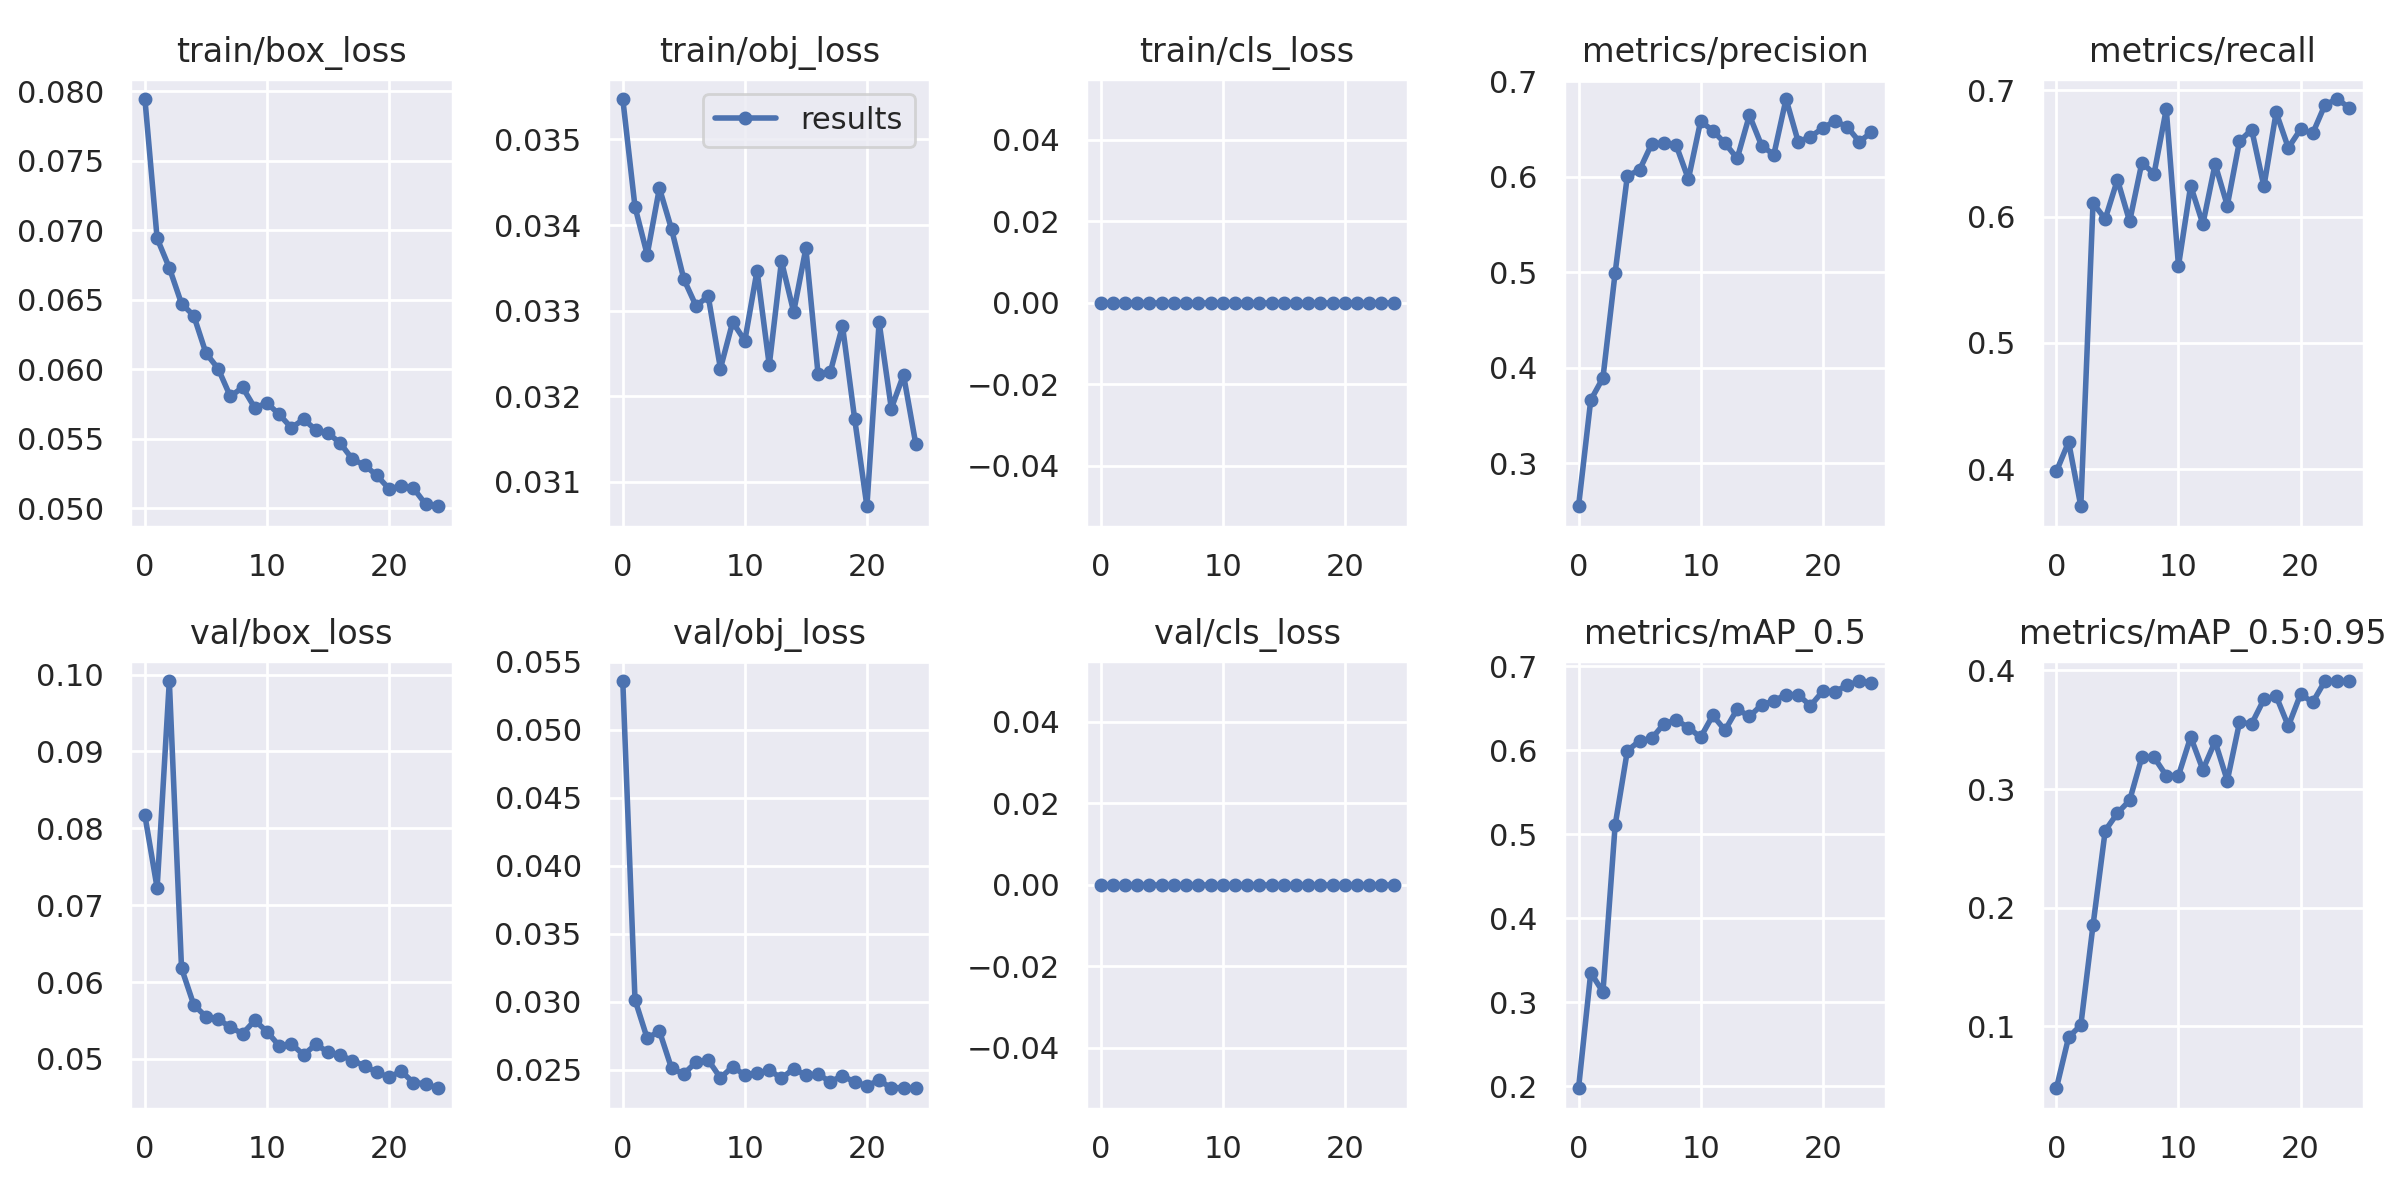 train/box_loss
train/obj_loss
train/cls_loss
metrics/precision
metrics/recall
0.080
0.075
0.070
0.065
0.060
0.055
0.050
0 10 20
results
0.035
0.034
0.033
0.032
0.031
0 10 20
0.04
0.02
0.00
−0.02
−0.04
0 10 20
0.7
0.6
0.5
0.4
0.3
0 10 20
0.7
0.6
0.5
0.4
0 10 20
val/box_loss
val/obj_loss
val/cls_loss
metrics/mAP_0.5
metrics/mAP_0.5:0.95
0.10
0.09
0.08
0.07
0.06
0.05
0 10 20
0.055
0.050
0.045
0.040
0.035
0.030
0.025
0 10 20
0.04
0.02
0.00
−0.02
−0.04
0 10 20
0.7
0.6
0.5
0.4
0.3
0.2
0 10 20
0.4
0.3
0.2
0.1
0 10 20